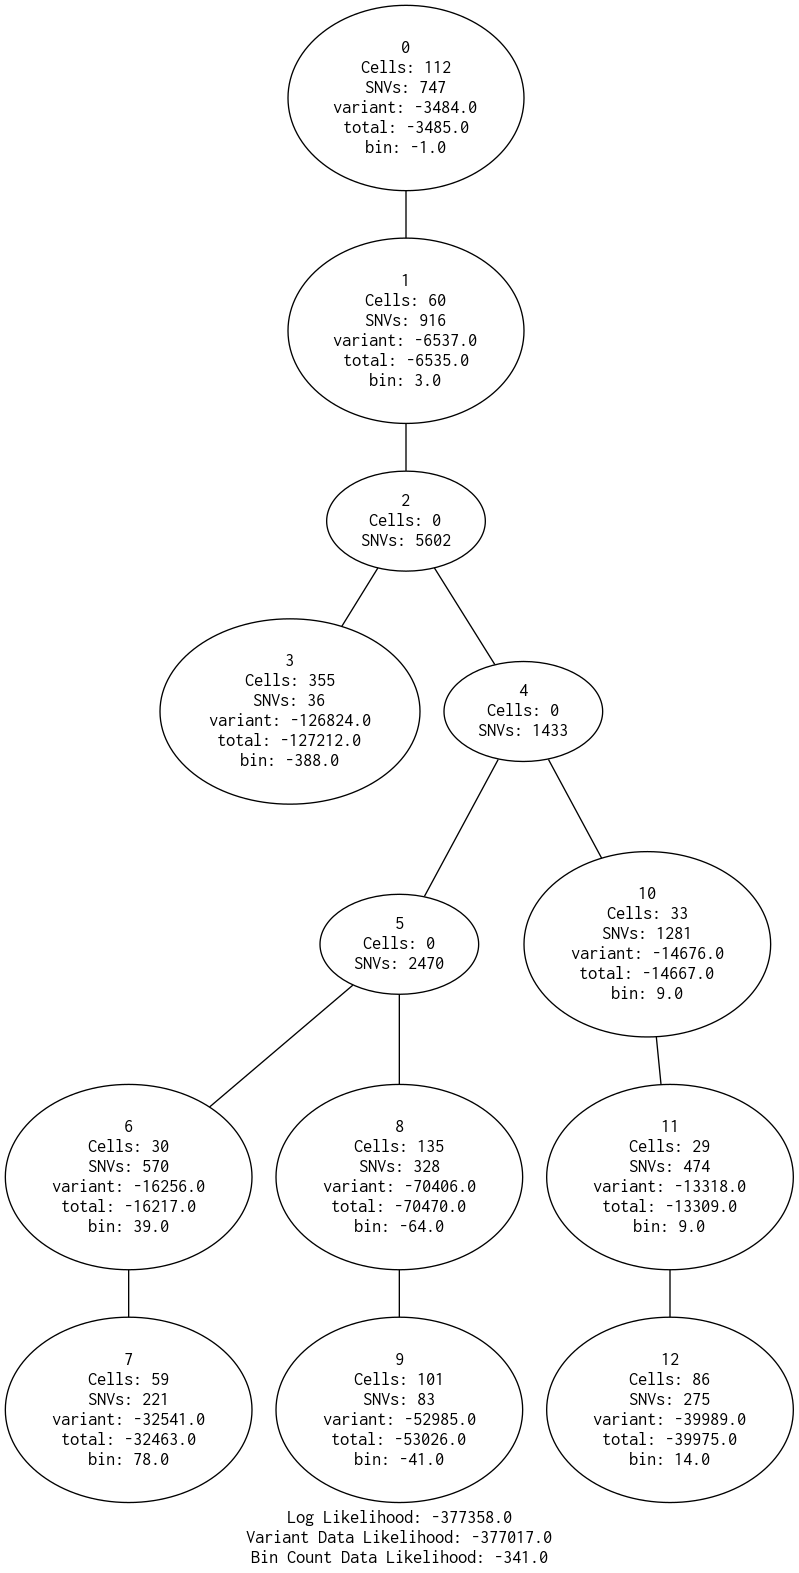 0
Cells: 112
SNVs: 747
variant: -3484.0
total: -3485.0
bin: -1.0
1
Cells: 60
SNVs: 916
variant: -6537.0
total: -6535.0
bin: 3.0
2
Cells: 0
SNVs: 5602
3
Cells: 355
SNVs: 36
variant: -126824.0
total: -127212.0
bin: -388.0
4
Cells: 0
SNVs: 1433
5
Cells: 0
SNVs: 2470
10
Cells: 33
SNVs: 1281
variant: -14676.0
total: -14667.0
bin: 9.0
6
Cells: 30
SNVs: 570
variant: -16256.0
total: -16217.0
bin: 39.0
8
Cells: 135
SNVs: 328
variant: -70406.0
total: -70470.0
bin: -64.0
11
Cells: 29
SNVs: 474
variant: -13318.0
total: -13309.0
bin: 9.0
7
Cells: 59
SNVs: 221
variant: -32541.0
total: -32463.0
bin: 78.0
9
Cells: 101
SNVs: 83
variant: -52985.0
total: -53026.0
bin: -41.0
12
Cells: 86
SNVs: 275
variant: -39989.0
total: -39975.0
bin: 14.0
Log Likelihood: -377358.0
Variant Data Likelihood: -377017.0
Bin Count Data Likelihood: -341.0